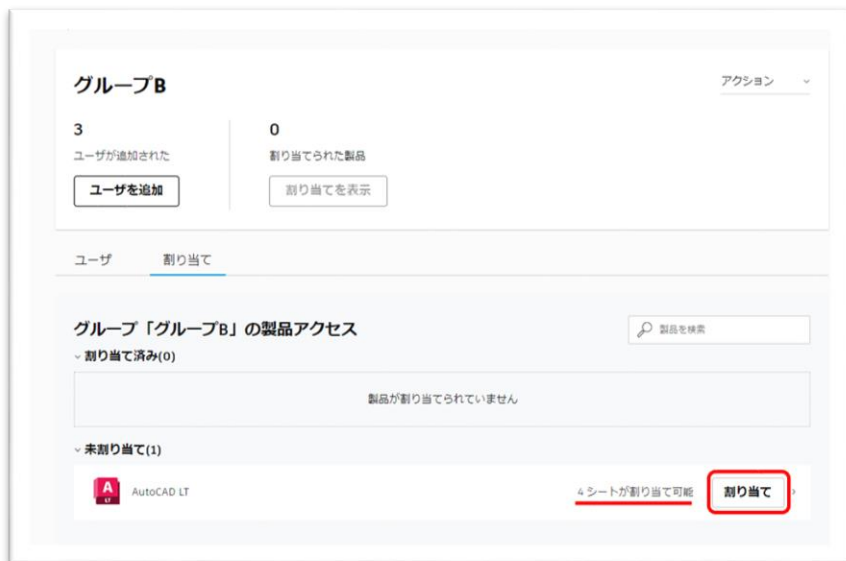 グループB
アクション
3
ユーザが追加された
ユーザを追加
0
割り当てられた製品
割り当てを表示
ユーザ 割り当て
グループ「グループB」の製品アクセス
製品を検索
割り当て済み(0)
製品が割り当てられていません
未割り当て(1)
A
LT
AutoCAD LT
4 シートが割り当て可能
割り当て